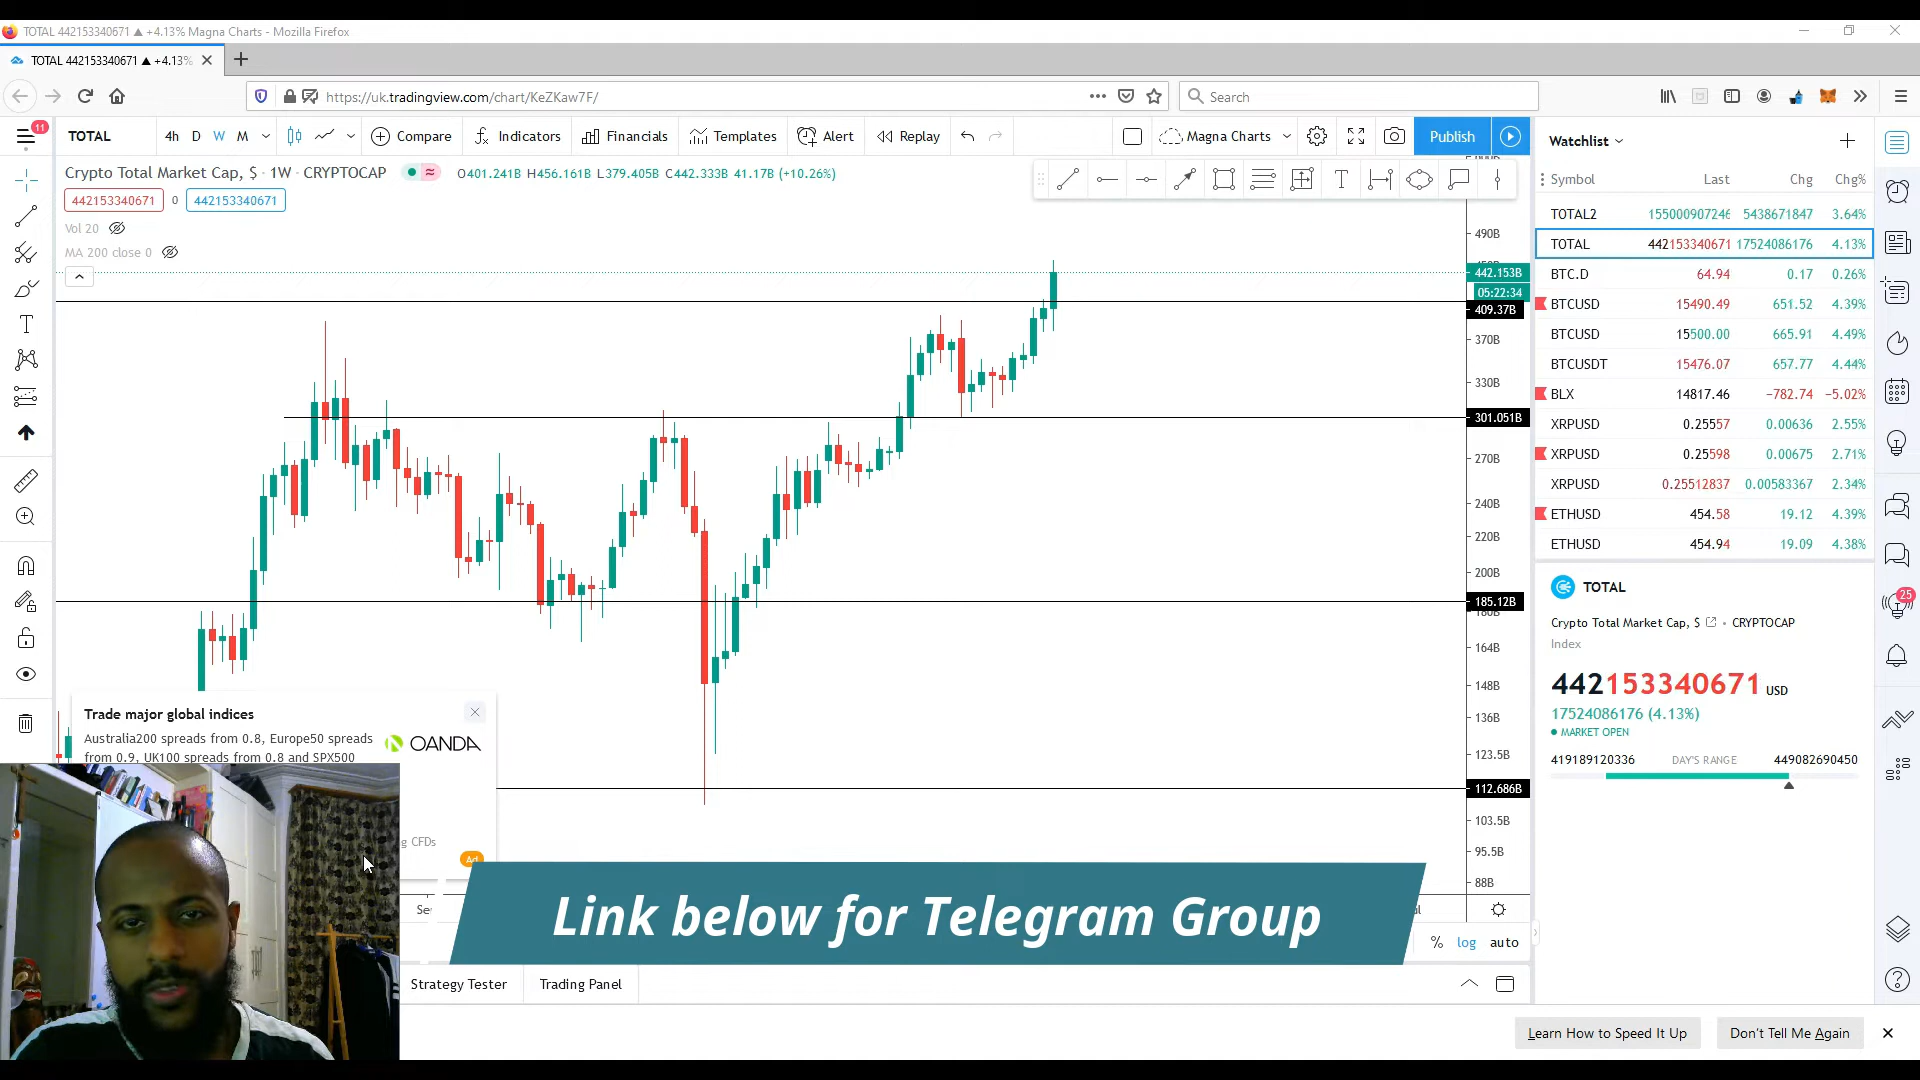 TOTAL 442153340671 ▲ +4.13% Magna Charts - Mozilla Firefox
TOTAL 442153340671 ▲ +4.13%
https://uk.tradingview.com/chart/KeZKaw7F/
Search
11
TOTAL
4h D W M
Compare
Indicators
Financials
Templates
Alert
Replay
Magna Charts
Publish
Crypto Total Market Cap, $ · 1W · CRYPTOCAP
O401.241B H456.161B L379.405B C442.333B 41.17B (+10.26%)
442153340671 0 442153340671
Vol 20
MA 200 close 0
490B
442.153B
05:22:34
409.37B
370B
330B
301.051B
270B
240B
220B
200B
185.12B
164B
148B
136B
123.5B
112.686B
103.5B
95.5B
88B
Trade major global indices
Australia200 spreads from 0.8, Europe50 spreads
from 0.9, UK100 spreads from 0.8 and SPX500
OANDA
g CFDs
Ad
Link below for Telegram Group
% log auto
Strategy Tester
Trading Panel
Watchlist
Symbol Last Chg Chg%
TOTAL2 155000907246 5438671847 3.64%
TOTAL 442153340671 17524086176 4.13%
BTC.D 64.94 0.17 0.26%
BTCUSD 15490.49 651.52 4.39%
BTCUSD 15500.00 665.91 4.49%
BTCUSDT 15476.07 657.77 4.44%
BLX 14817.46 −782.74 −5.02%
XRPUSD 0.25557 0.00636 2.55%
XRPUSD 0.25598 0.00675 2.71%
XRPUSD 0.25512837 0.00583367 2.34%
ETHUSD 454.58 19.12 4.39%
ETHUSD 454.94 19.09 4.38%
TOTAL
Crypto Total Market Cap, $ • CRYPTOCAP
Index
442153340671 USD
17524086176 (4.13%)
MARKET OPEN
419189120336 DAY'S RANGE 449082690450
25
Learn How to Speed It Up
Don't Tell Me Again